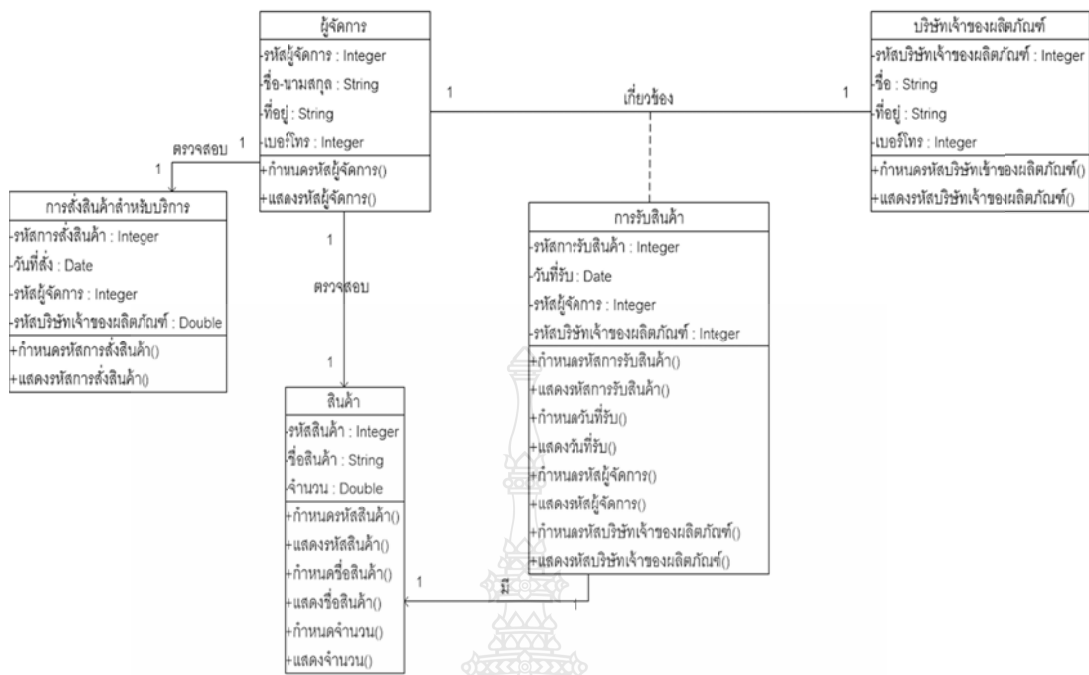 ผู้จัดการ
-รหัสผู้จัดการ : Integer
-ชื่อ-นามสกุล : String
-ที่อยู่ : String
-เบอร์โทร : Integer
+กำหนดรหัสผู้จัดการ()
+แสดงรหัสผู้จัดการ()
บริษัทเจ้าของผลิตภัณฑ์
-รหัสบริษัทเจ้าของผลิตภัณฑ์ : Integer
-ชื่อ : String
-ที่อยู่ : String
-เบอร์โทร : Integer
+กำหนดรหัสบริษัทเจ้าของผลิตภัณฑ์()
+แสดงรหัสบริษัทเจ้าของผลิตภัณฑ์()
1
เกี่ยวข้อง
1
ตรวจสอบ
1
1
การสั่งสินค้าสำหรับบริการ
-รหัสการสั่งสินค้า : Integer
-วันที่สั่ง : Date
-รหัสผู้จัดการ : Integer
-รหัสบริษัทเจ้าของผลิตภัณฑ์ : Double
+กำหนดรหัสการสั่งสินค้า()
+แสดงรหัสการสั่งสินค้า()
1
ตรวจสอบ
1
การรับสินค้า
-รหัสการรับสินค้า : Integer
-วันที่รับ : Date
-รหัสผู้จัดการ : Integer
-รหัสบริษัทเจ้าของผลิตภัณฑ์ : Integer
+กำหนดรหัสการรับสินค้า()
+แสดงรหัสการรับสินค้า()
+กำหนดวันที่รับ()
+แสดงวันที่รับ()
+กำหนดรหัสผู้จัดการ()
+แสดงรหัสผู้จัดการ()
+กำหนดรหัสบริษัทเจ้าของผลิตภัณฑ์()
+แสดงรหัสบริษัทเจ้าของผลิตภัณฑ์()
สินค้า
-รหัสสินค้า : Integer
-ชื่อสินค้า : String
-จำนวน : Double
+กำหนดรหัสสินค้า()
+แสดงรหัสสินค้า()
+กำหนดชื่อสินค้า()
+แสดงชื่อสินค้า()
+กำหนดจำนวน()
+แสดงจำนวน()
1
มี
1